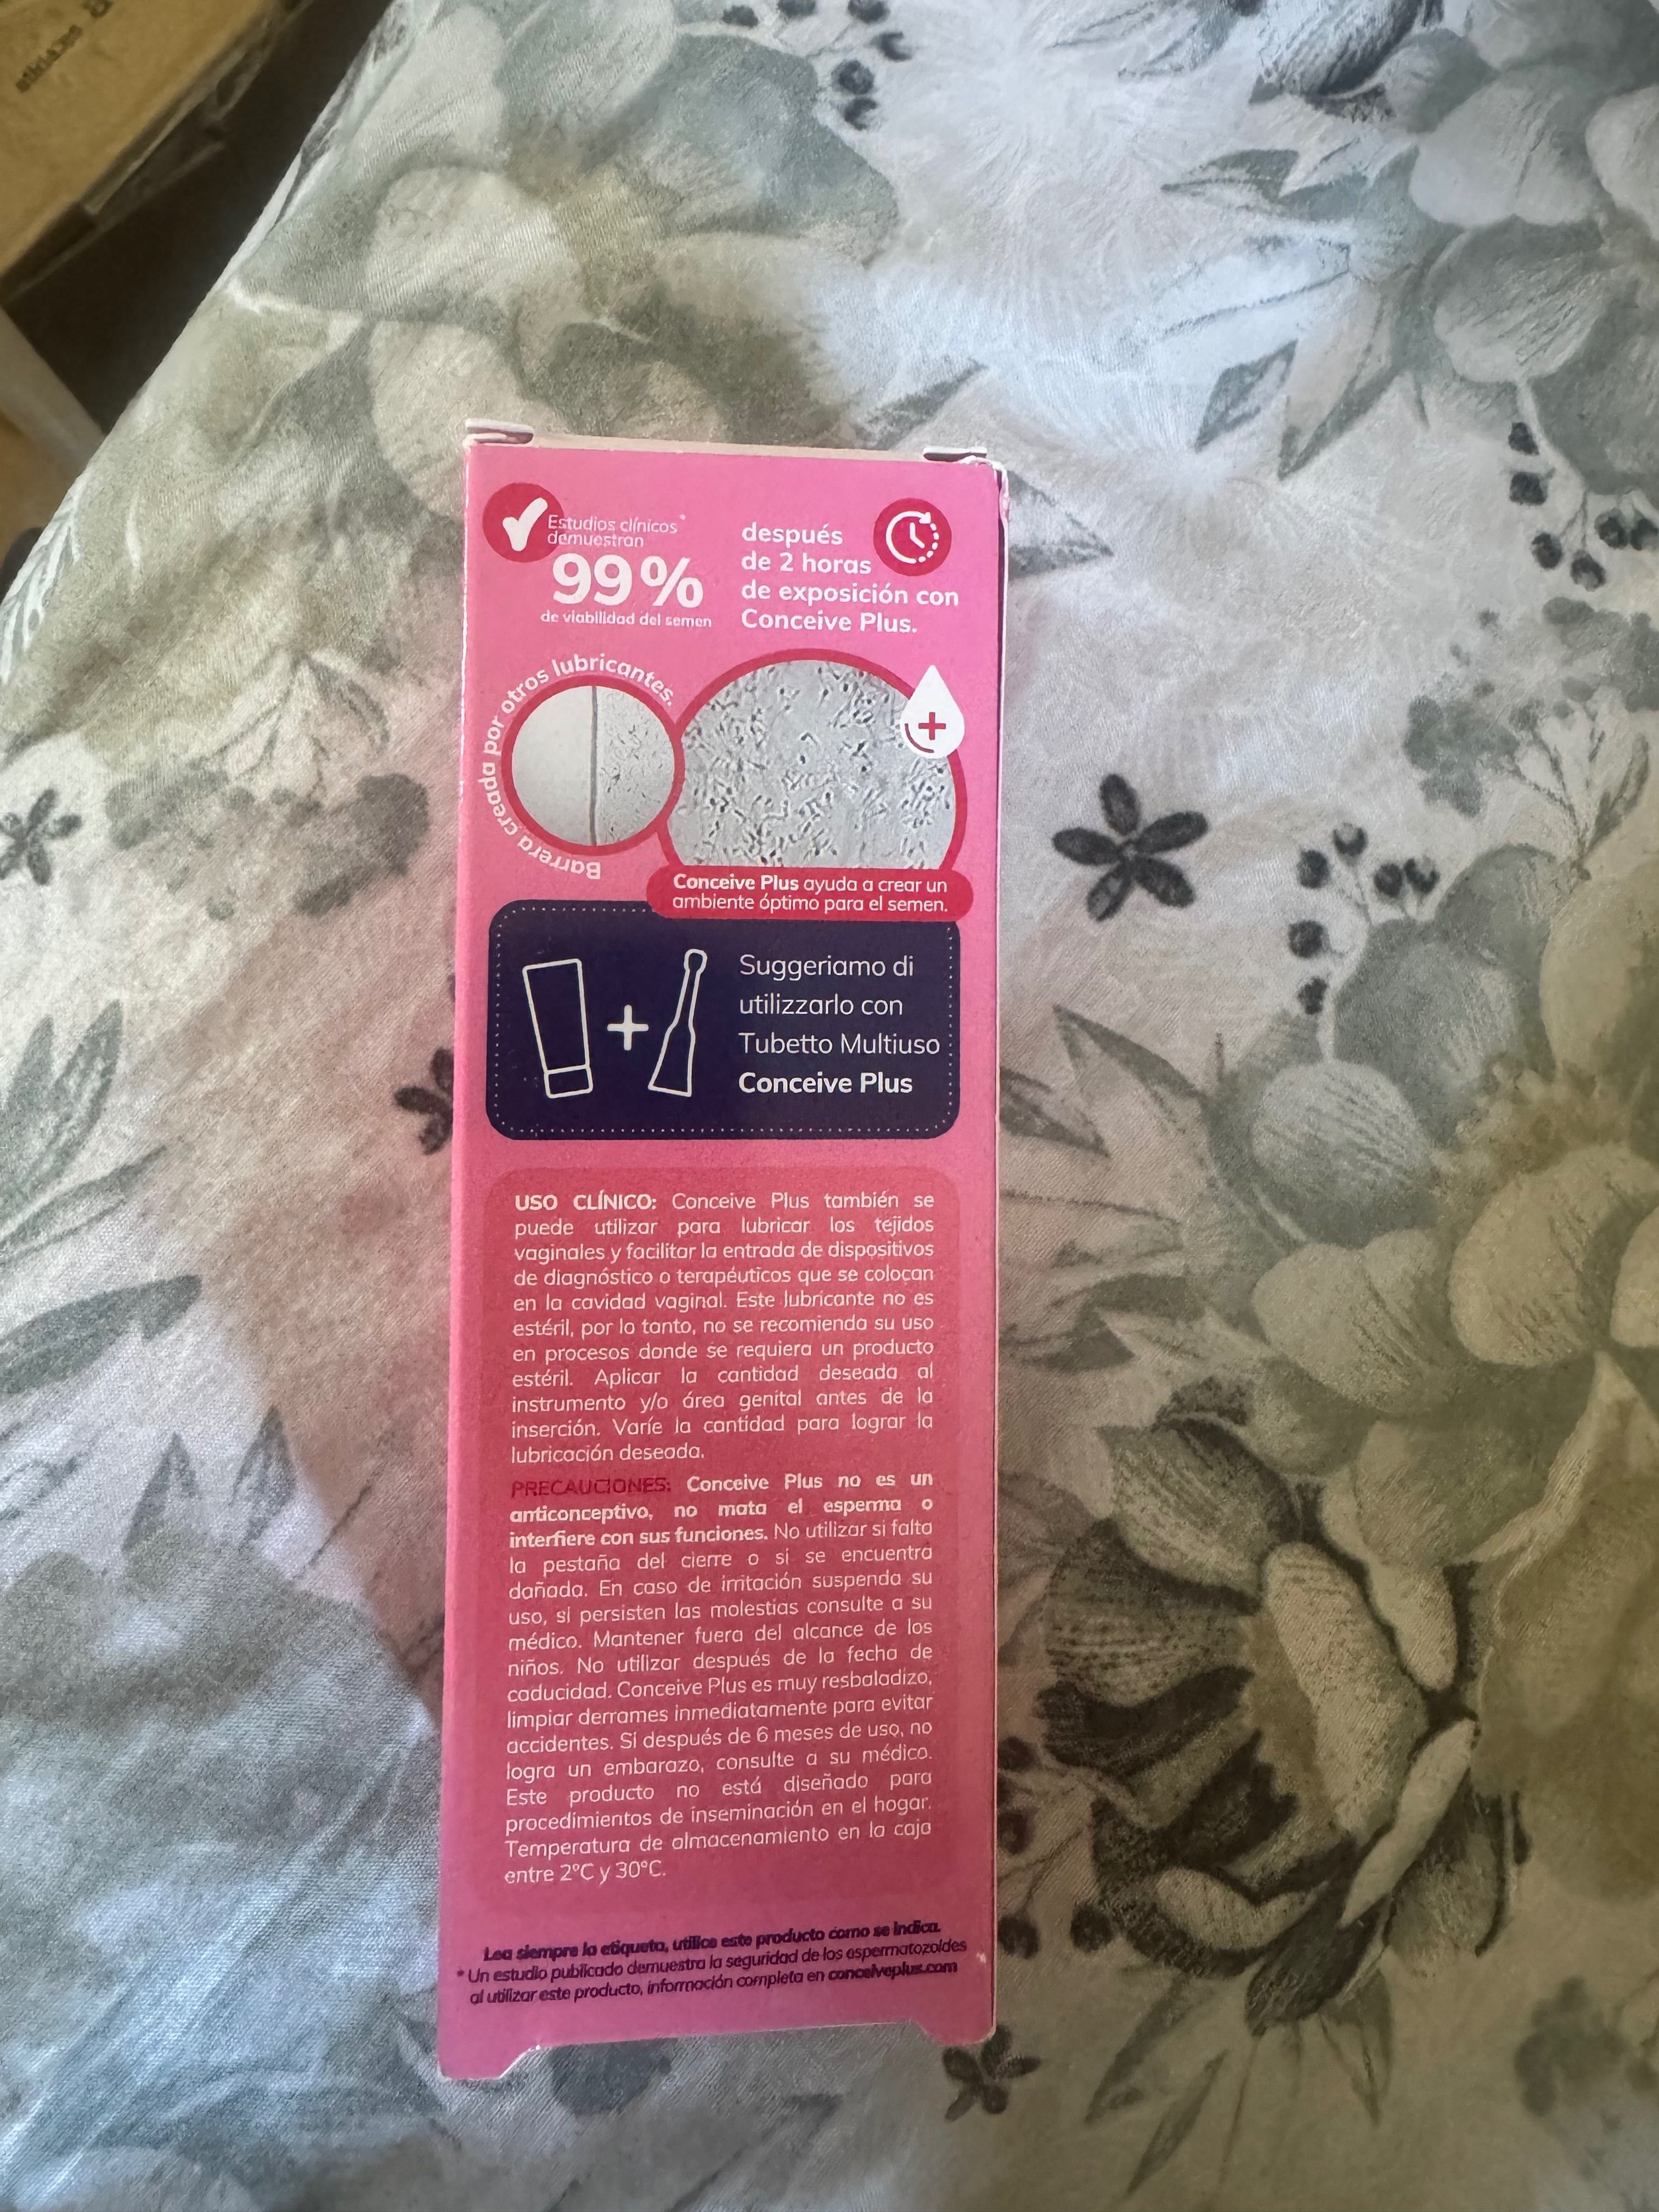 Estudios clínicos*
demuestran
99%
de viabilidad del semen
después
de 2 horas
de exposición con
Conceive Plus.
Barrera creada por otros lubricantes.
Conceive Plus ayuda a crear un
ambiente óptimo para el semen.
Suggeriamo di
utilizzarlo con
Tubetto Multiuso
Conceive Plus
USO CLÍNICO: Conceive Plus también se
puede utilizar para lubricar los tejidos
vaginales y facilitar la entrada de dispositivos
de diagnóstico o terapéuticos que se colocan
en la cavidad vaginal. Este lubricante no es
estéril, por lo tanto, no se recomienda su uso
en procesos donde se requiera un producto
estéril. Aplicar la cantidad deseada al
instrumento y/o área genital antes de la
inserción. Varíe la cantidad para lograr la
lubricación deseada.
PRECAUCIONES: Conceive Plus no es un
anticonceptivo, no mata el esperma o
interfiere con sus funciones. No utilizar si falta
la pestaña del cierre o si se encuentra
dañada. En caso de irritación suspenda su
uso, si persisten las molestias consulte a su
médico. Mantener fuera del alcance de los
niños. No utilizar después de la fecha de
caducidad. Conceive Plus es muy resbaladizo,
limpiar derrames inmediatamente para evitar
accidentes. Si después de 6 meses de uso, no
logra un embarazo, consulte a su médico.
Este producto no está diseñado para
procedimientos de inseminación en el hogar.
Temperatura de almacenamiento en la caja
entre 2°C y 30°C.
Lea siempre la etiqueta, utilice este producto como se indica.
* Un estudio publicado demuestra la seguridad de los espermatozoides
al utilizar este producto, información completa en conceiveplus.com